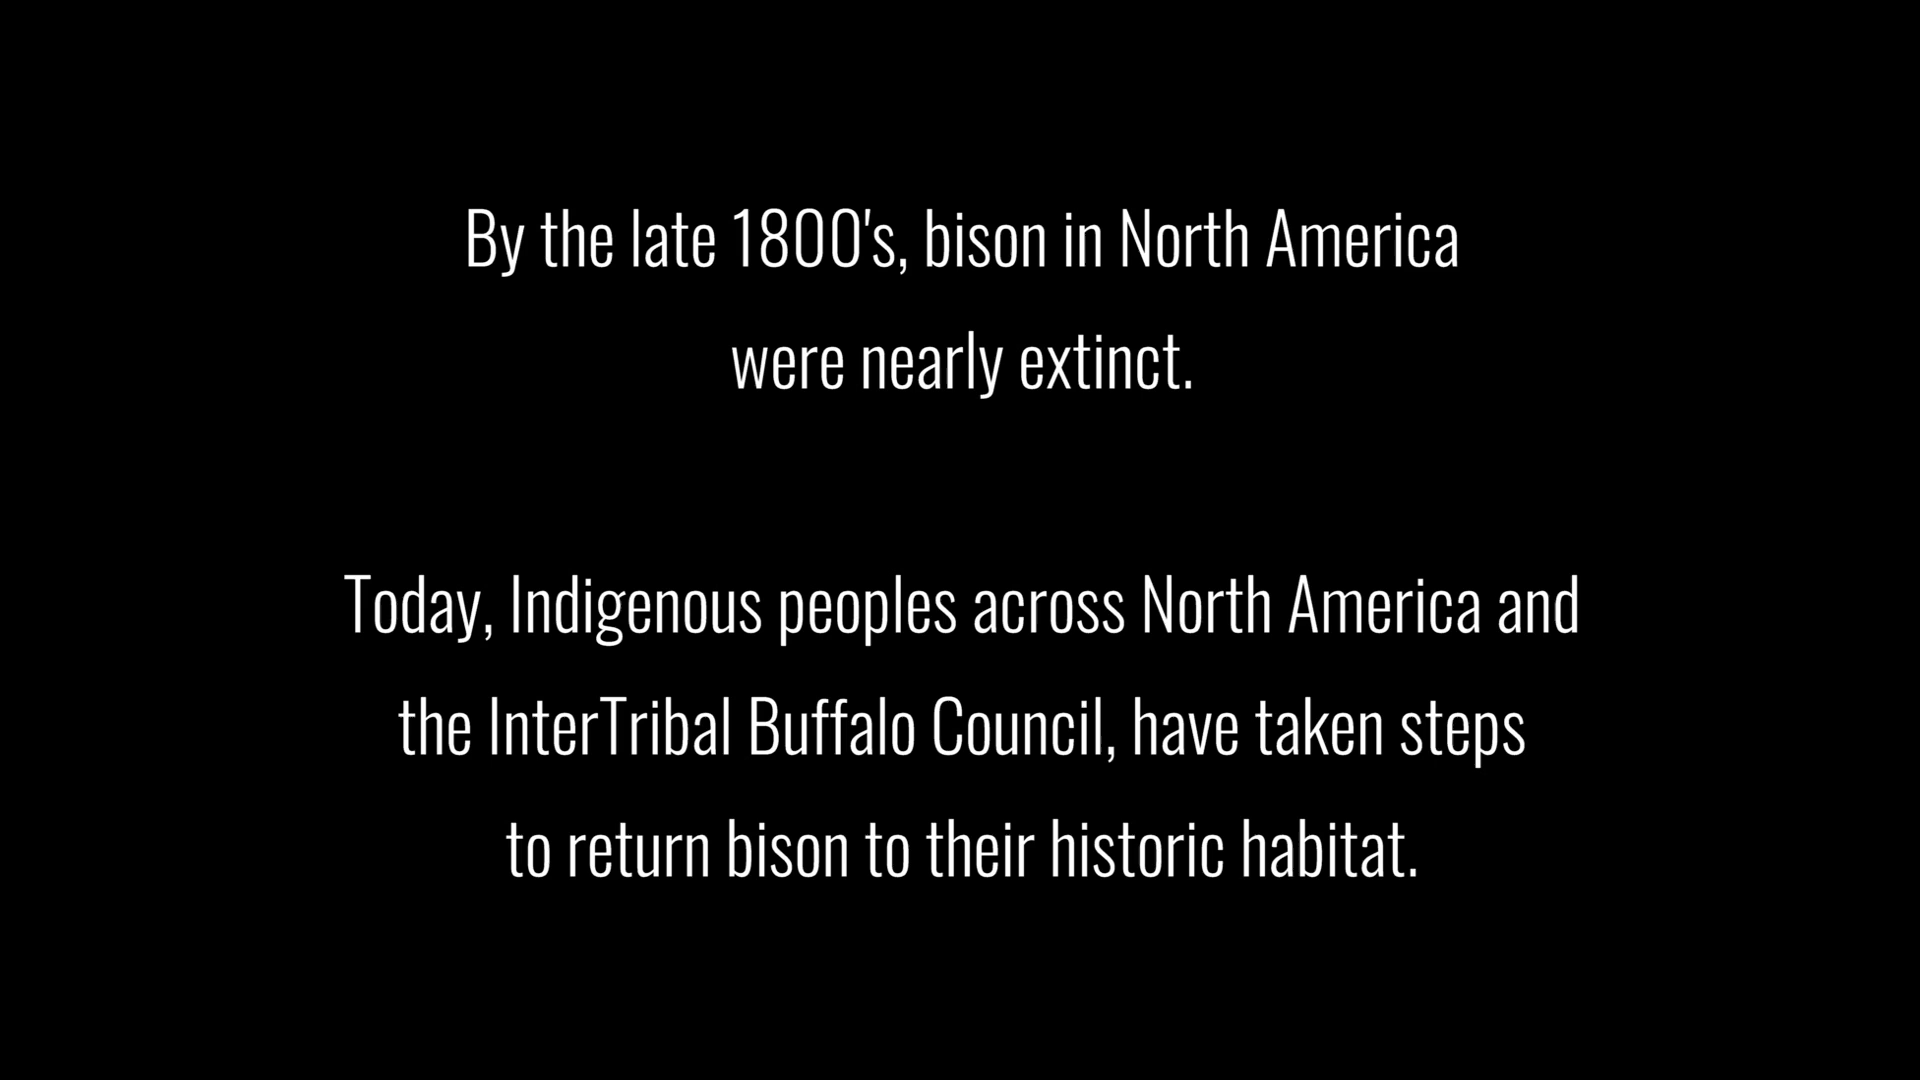 By the late 1800's, bison in North America
were nearly extinct.
Today, Indigenous peoples across North America and
the InterTribal Buffalo Council, have taken steps
to return bison to their historic habitat.